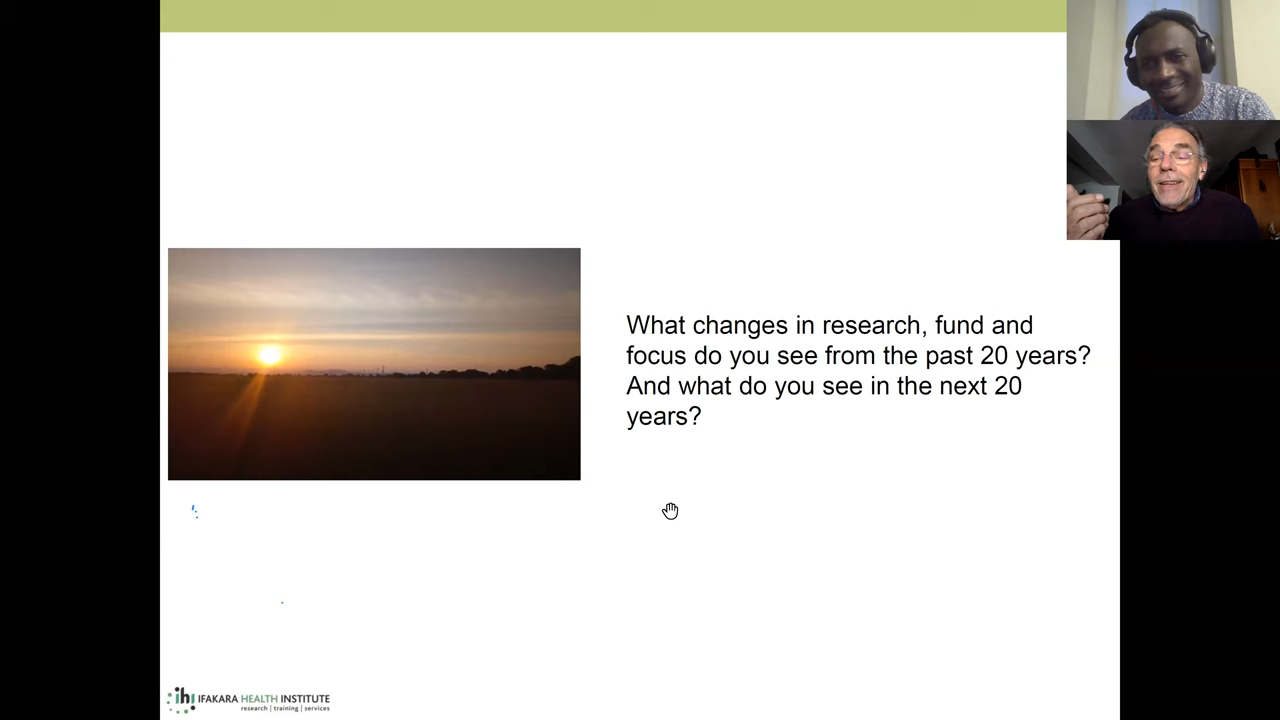 What changes in research, fund and
focus do you see from the past 20 years?
And what do you see in the next 20
years?
ihi IFAKARA HEALTH INSTITUTE
research | training | services